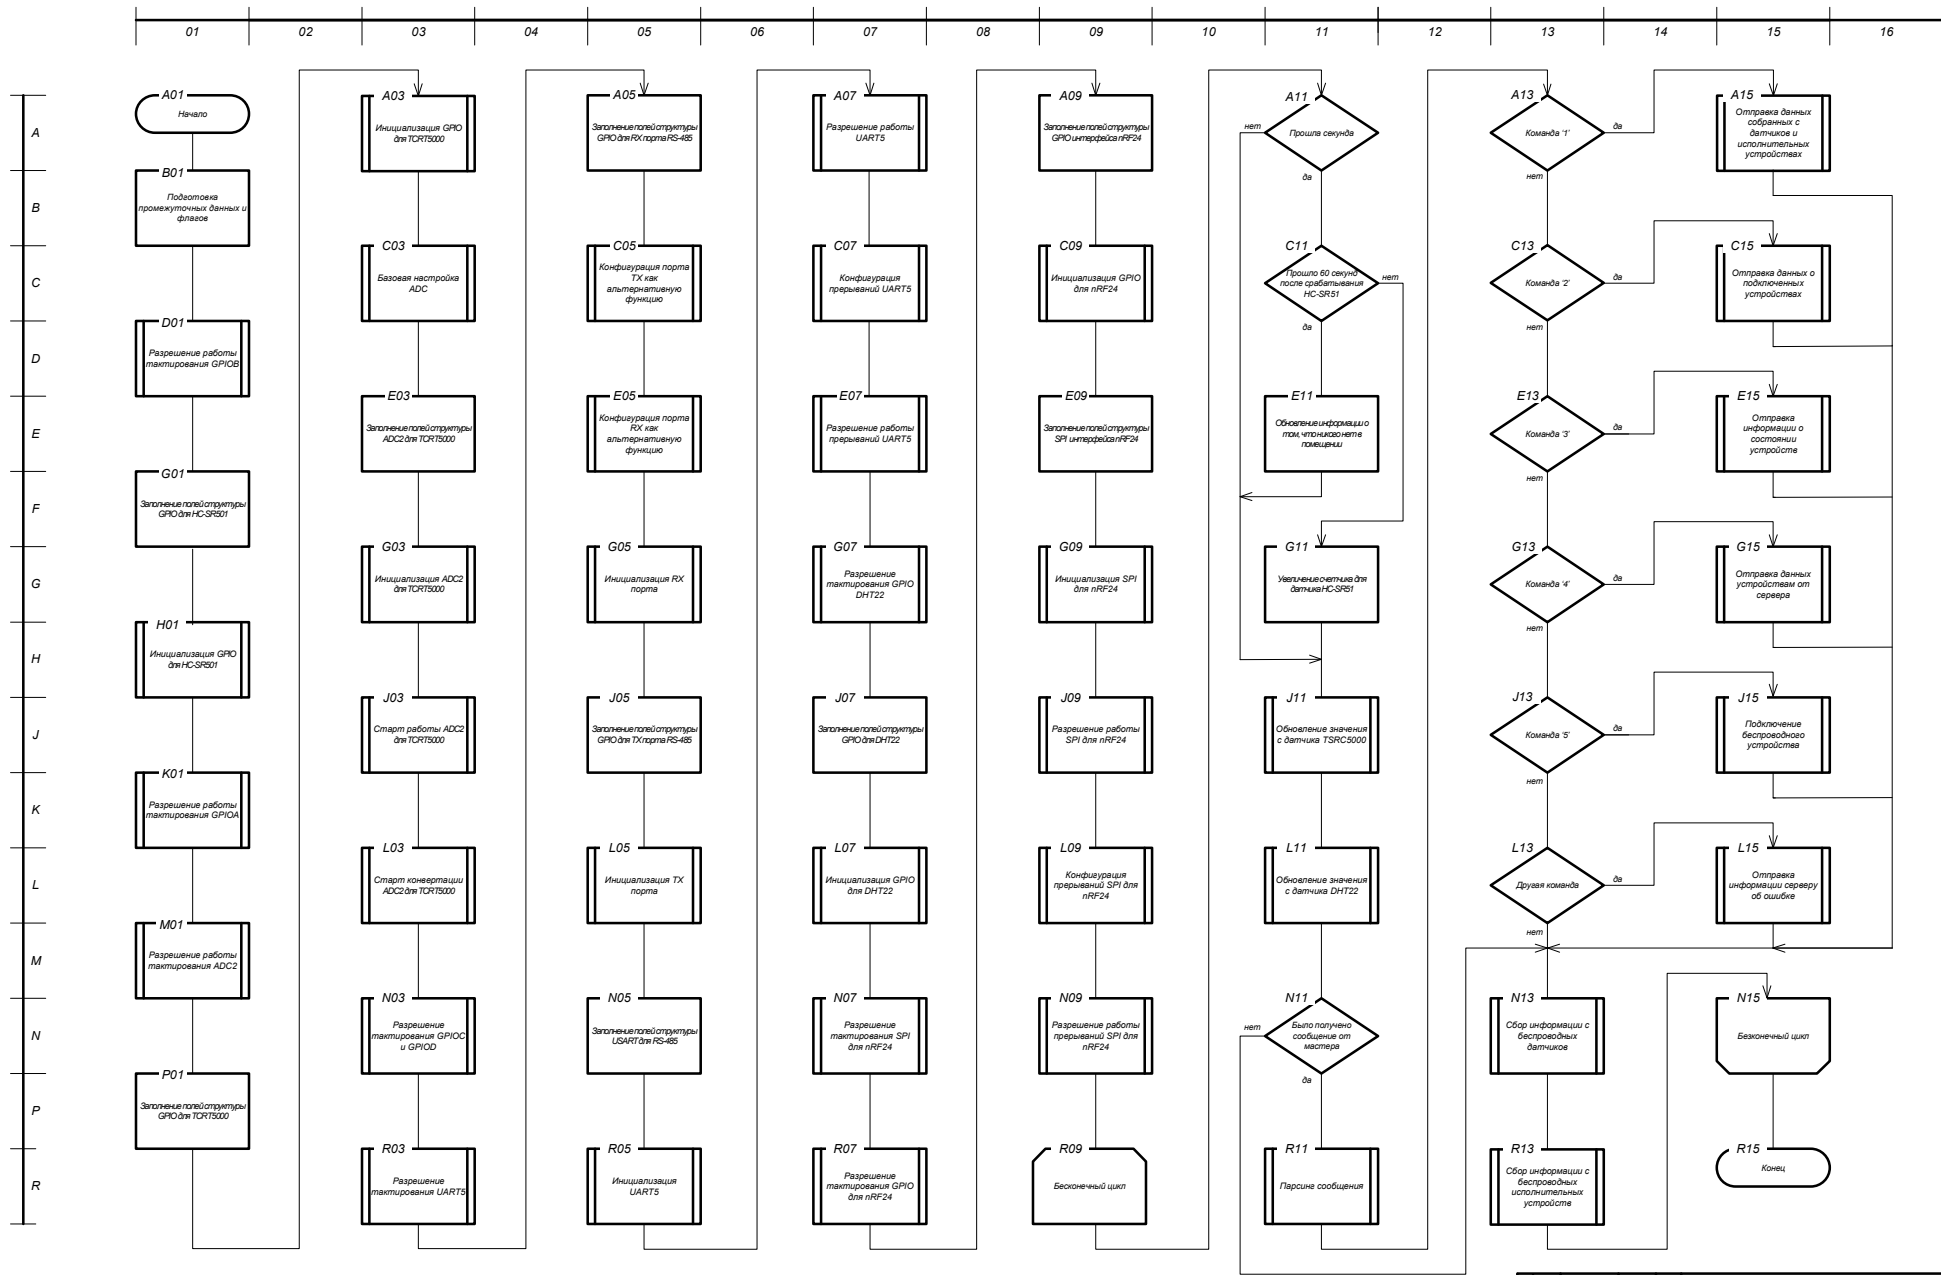 01 02 03 04 05 06 07 08 09 10 11 12 13 14 15 16
A
B
C
D
E
F
G
H
J
K
L
M
N
P
R
A01
Начало
B01
Подготовка
промежуточных данных и
флагов
D01
Разрешение работы
тактирования GPIOB
G01
Заполнение полей структуры
GPIO для HC-SR501
H01
Инициализация GPIO
для HC-SR501
K01
Разрешение работы
тактирования GPIOA
M01
Разрешение работы
тактирования ADC2
P01
Заполнение полей структуры
GPIO для TCRT5000
A03
Инициализация GPIO
для TCRT5000
C03
Базовая настройка
ADC
E03
Заполнение полей структуры
ADC2 для TCRT5000
G03
Инициализация ADC2
для TCRT5000
J03
Старт работы ADC2
для TCRT5000
L03
Старт конвертации
ADC2 для TCRT5000
N03
Разрешение
тактирования GPIOC
и GPIOD
R03
Разрешение
тактирования UART5
A05
Заполнение полей структуры
GPIO для RX порта RS-485
C05
Конфигурация порта
TX как
альтернативную
функцию
E05
Конфигурация порта
RX как
альтернативную
функцию
G05
Инициализация RX
порта
J05
Заполнение полей структуры
GPIO для TX порта RS-485
L05
Инициализация TX
порта
N05
Заполнение полей структуры
USART для RS-485
R05
Инициализация
UART5
A07
Разрешение работы
UART5
C07
Конфигурация
прерываний UART5
E07
Разрешение работы
прерываний UART5
G07
Разрешение
тактирования GPIO
DHT22
J07
Заполнение полей структуры
GPIO для DHT22
L07
Инициализация GPIO
для DHT22
N07
Разрешение
тактирования SPI
для nRF24
R07
Разрешение
тактирования GPIO
для nRF24
A09
Заполнение полей структуры
GPIO интерфейса nRF24
C09
Инициализация GPIO
для nRF24
E09
Заполнение полей структуры
SPI интерфейса nRF24
G09
Инициализация SPI
для nRF24
J09
Разрешение работы
SPI для nRF24
L09
Конфигурация
прерываний SPI для
nRF24
N09
Разрешение работы
прерываний SPI для
nRF24
R09
Бесконечный цикл
A11
Прошла секунда
нет
да
C11
Прошло 60 секунд
после срабатывания
HC-SR51
нет
да
E11
Обновление информации о
том, что никого нет в
помещении
G11
Увеличение счетчика для
датчика HC-SR51
J11
Обновление значения
с датчика TSRC5000
L11
Обновление значения
с датчика DHT22
N11
Было получено
сообщение от
мастера
нет
да
R11
Парсинг сообщения
A13
Команда '1'
да
нет
C13
Команда '2'
да
нет
E13
Команда '3'
да
нет
G13
Команда '4'
да
нет
J13
Команда '5'
да
нет
L13
Другая команда
да
нет
N13
Сбор информации с
беспроводных
датчиков
R13
Сбор информации с
беспроводных
исполнительных
устройств
A15
Отправка данных
собранных с
датчиков и
исполнительных
устройствах
C15
Отправка данных о
подключенных
устройствах
E15
Отправка
информации о
состоянии
устройств
G15
Отправка данных
устройствам от
сервера
J15
Подключение
беспроводного
устройства
L15
Отправка
информации серверу
об ошибке
N15
Безконечный цикл
R15
Конец